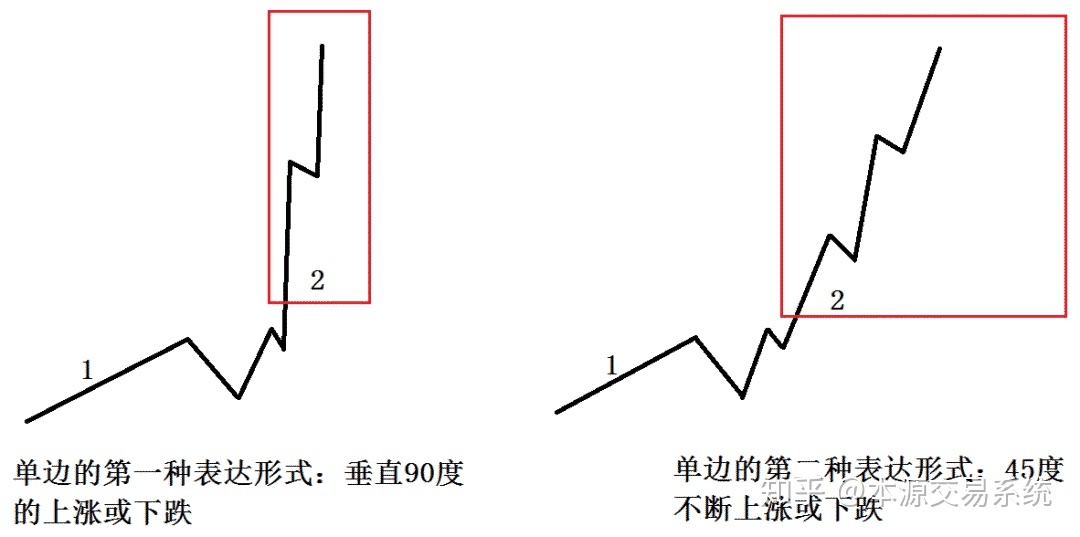 2
1
单边的第一种表达形式：垂直90度
的上涨或下跌
2
1
单边的第二种表达形式：45度
不断上涨或下跌
知乎 @本源交易系统